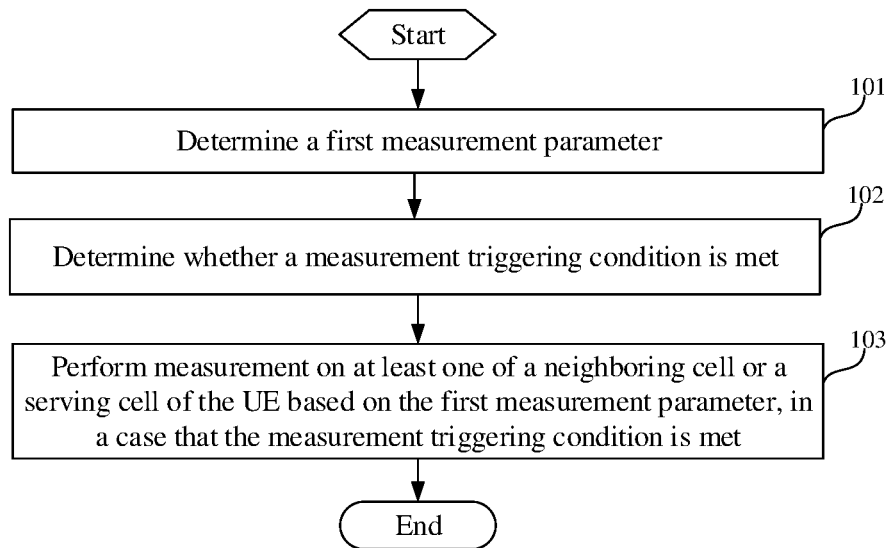 Start
101
Determine a first measurement parameter
102
Determine whether a measurement triggering condition is met
103
Perform measurement on at least one of a neighboring cell or a
serving cell of the UE based on the first measurement parameter, in
a case that the measurement triggering condition is met
End